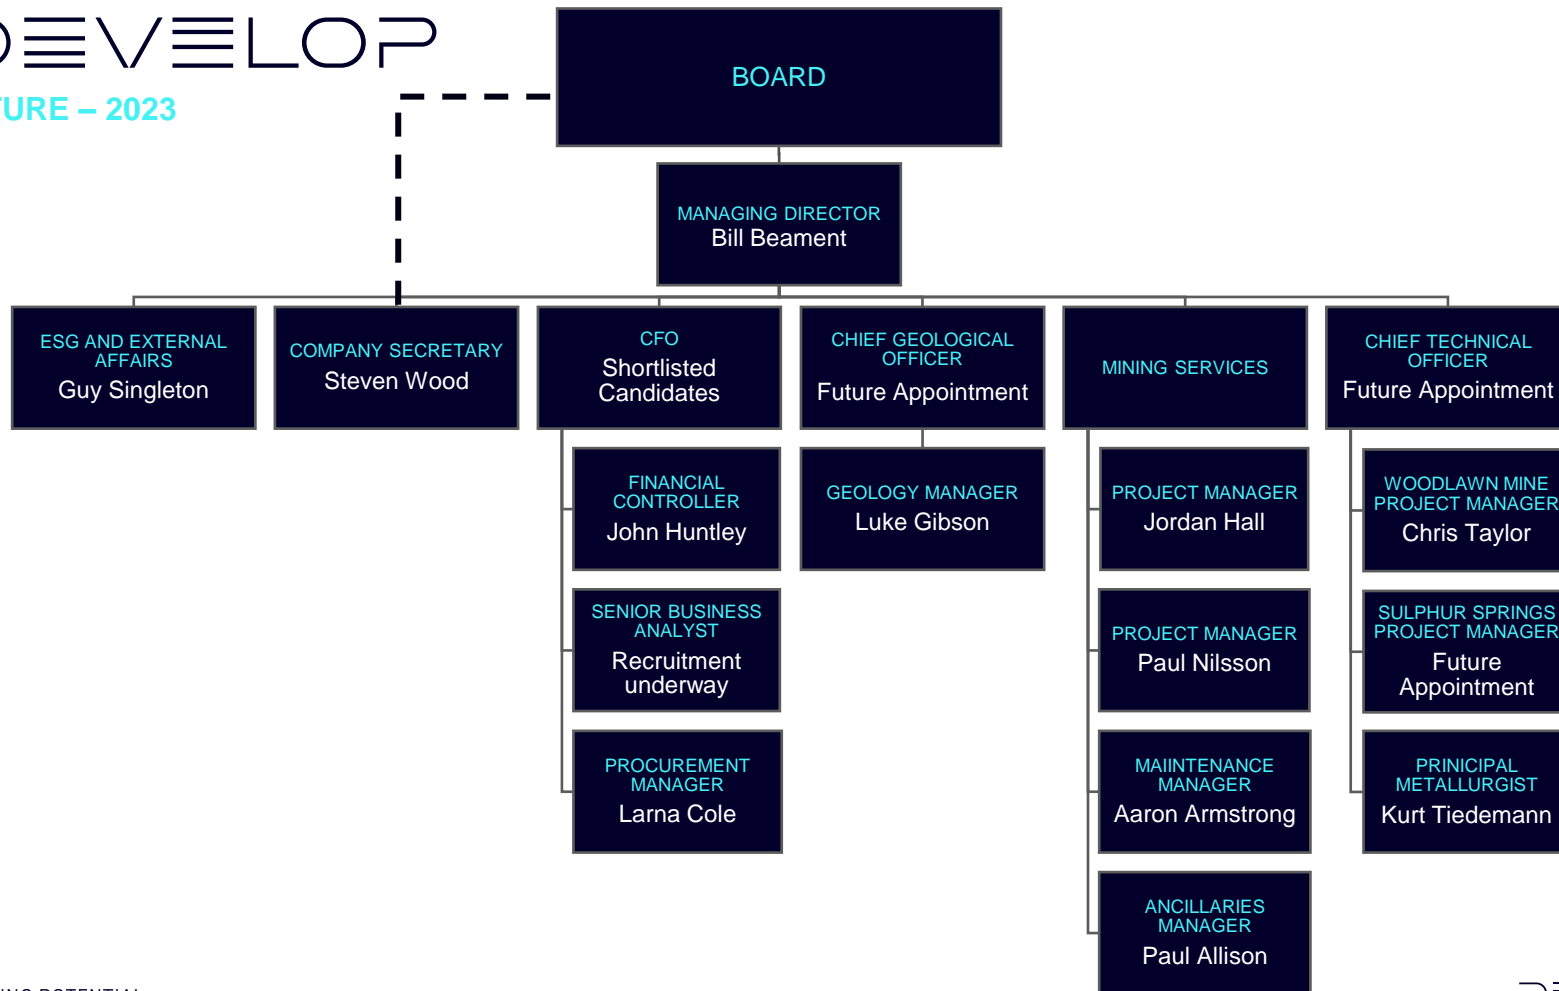 DEVELOP
TURE – 2023
BOARD
MANAGING DIRECTOR
Bill Beament
ESG AND EXTERNAL
AFFAIRS
Guy Singleton
COMPANY SECRETARY
Steven Wood
CFO
Shortlisted
Candidates
CHIEF GEOLOGICAL
OFFICER
Future Appointment
MINING SERVICES
CHIEF TECHNICAL
OFFICER
Future Appointment
FINANCIAL
CONTROLLER
John Huntley
GEOLOGY MANAGER
Luke Gibson
PROJECT MANAGER
Jordan Hall
WOODLAWN MINE
PROJECT MANAGER
Chris Taylor
SENIOR BUSINESS
ANALYST
Recruitment
underway
PROJECT MANAGER
Paul Nilsson
SULPHUR SPRINGS
PROJECT MANAGER
Future
Appointment
PROCUREMENT
MANAGER
Larna Cole
MAIINTENANCE
MANAGER
Aaron Armstrong
PRINICIPAL
METALLURGIST
Kurt Tiedemann
ANCILLARIES
MANAGER
Paul Allison
POTENTIAL